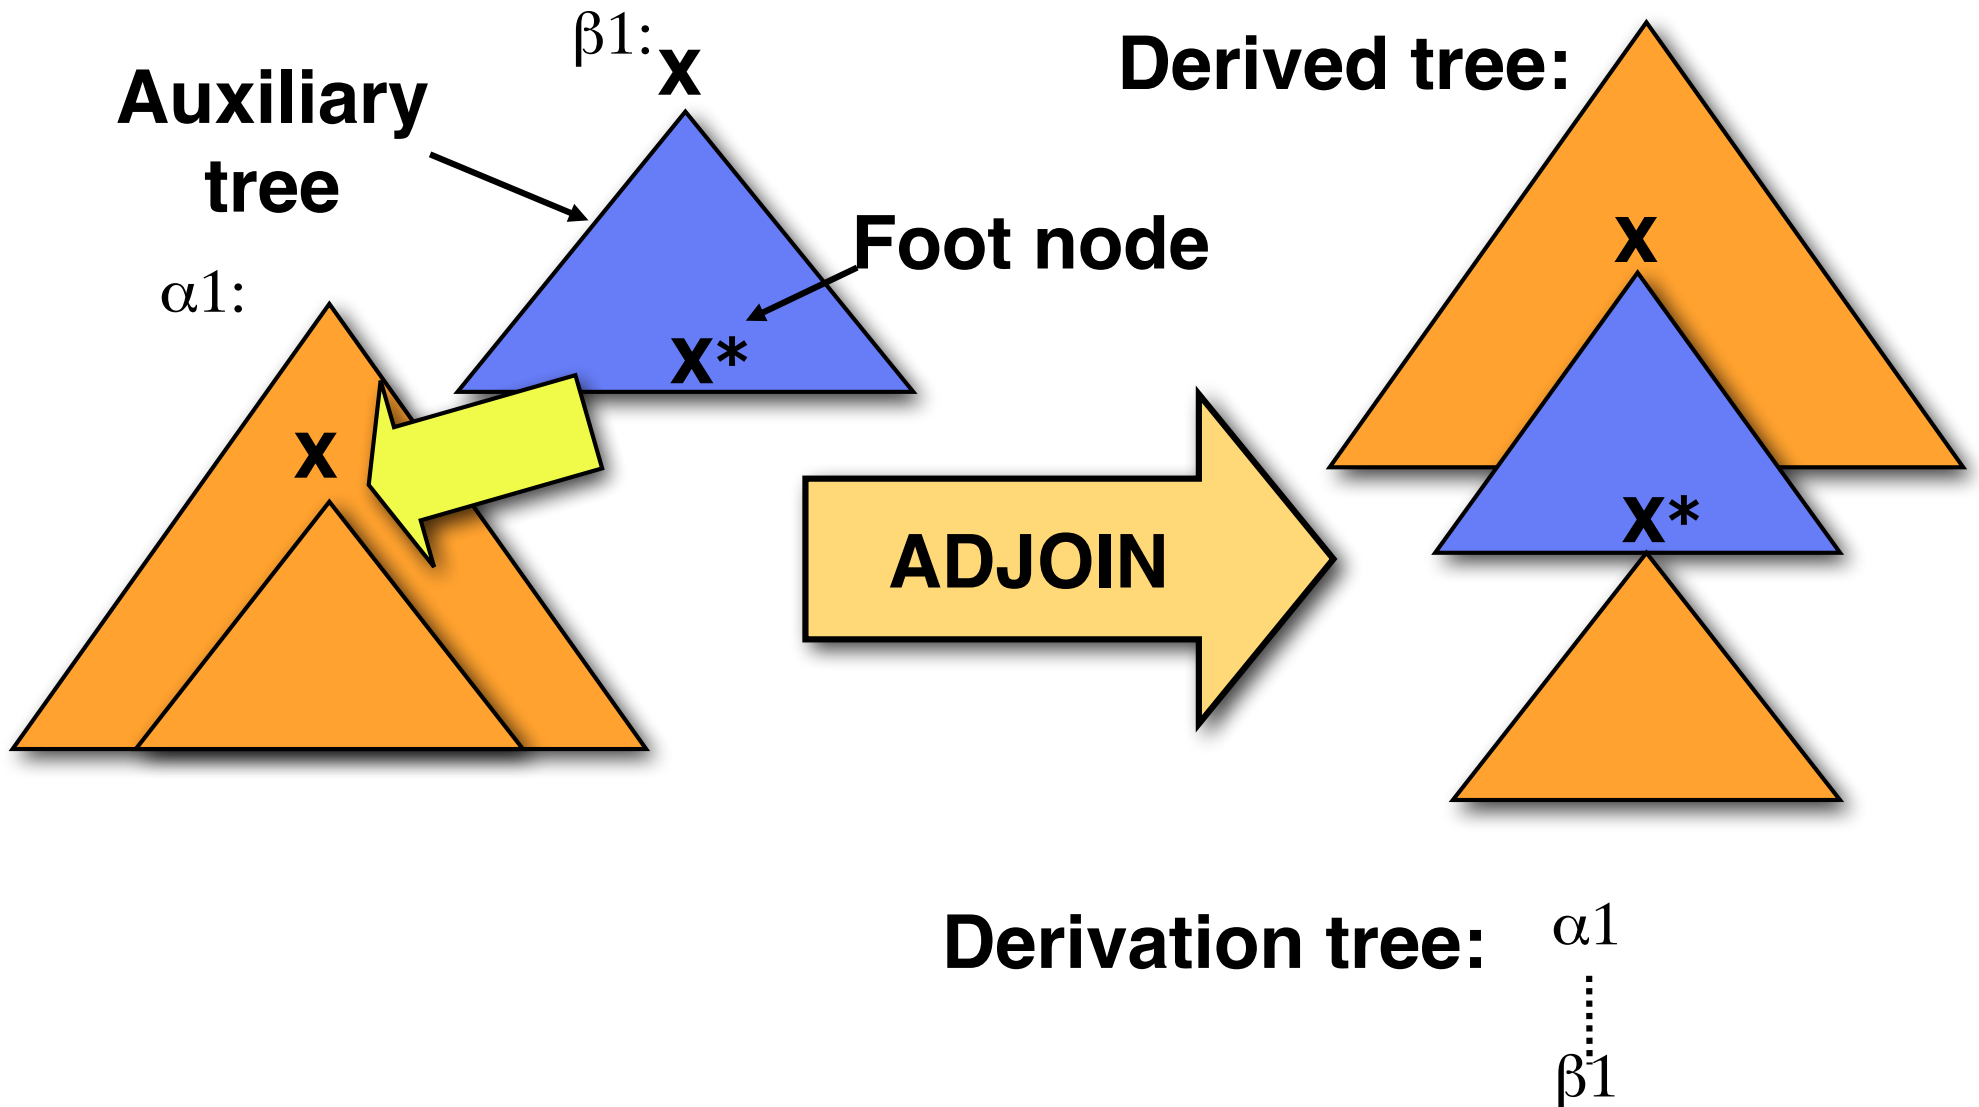 β1:
X
Auxiliary
tree
Foot node
X*
α1:
X
ADJOIN
Derived tree:
X
X*
Derivation tree:
α1
β1